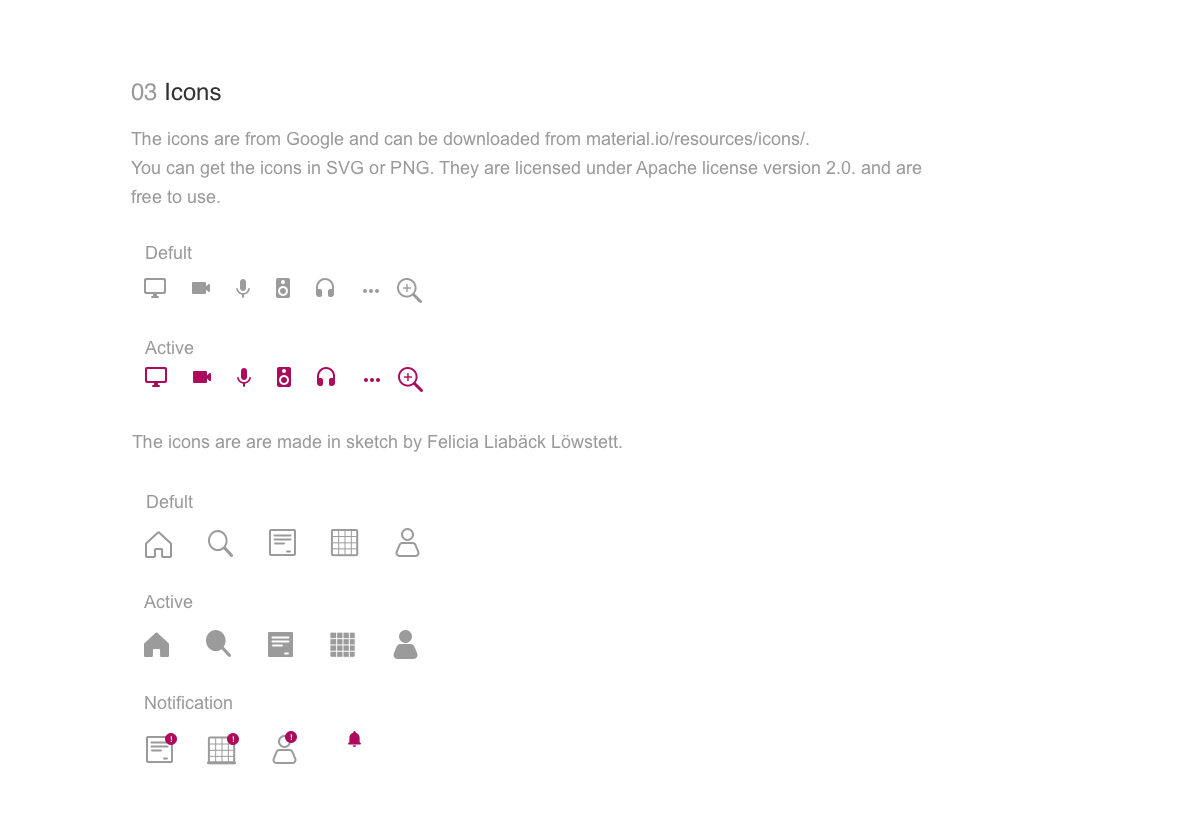 03 Icons
The icons are from Google and can be downloaded from material.io/resources/icons/.
You can get the icons in SVG or PNG. They are licensed under Apache license version 2.0. and are
free to use.
Defult
Active
The icons are are made in sketch by Felicia Liabäck Löwstett.
Defult
Active
Notification
! ! !